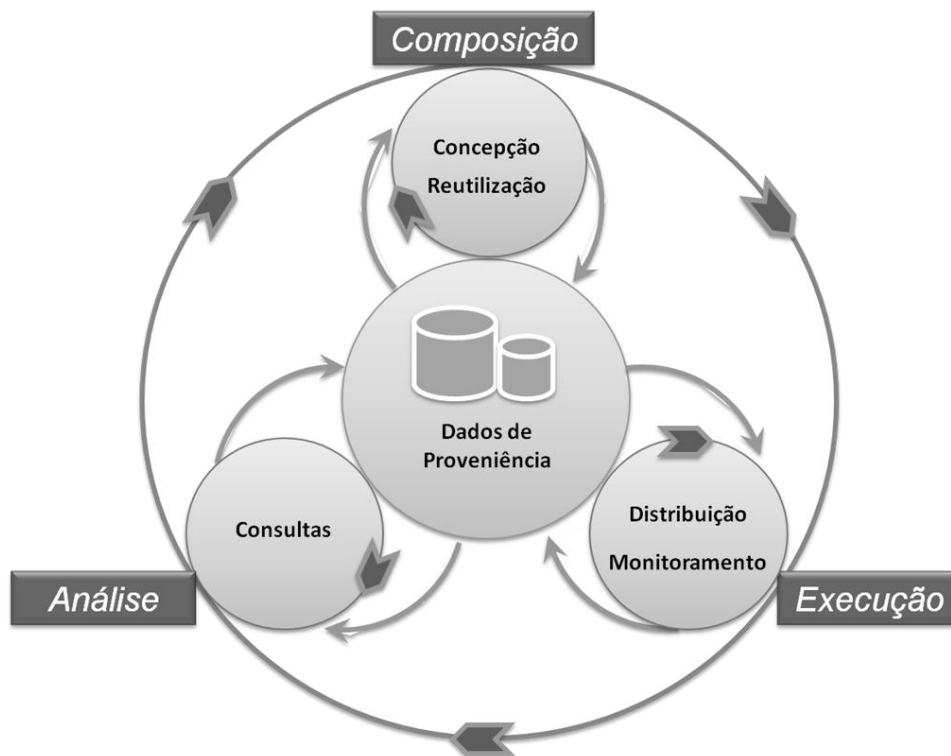 Composição
Concepção
Reutilização
Dados de
Proveniência
Consultas
Distribuição
Monitoramento
Análise
Execução